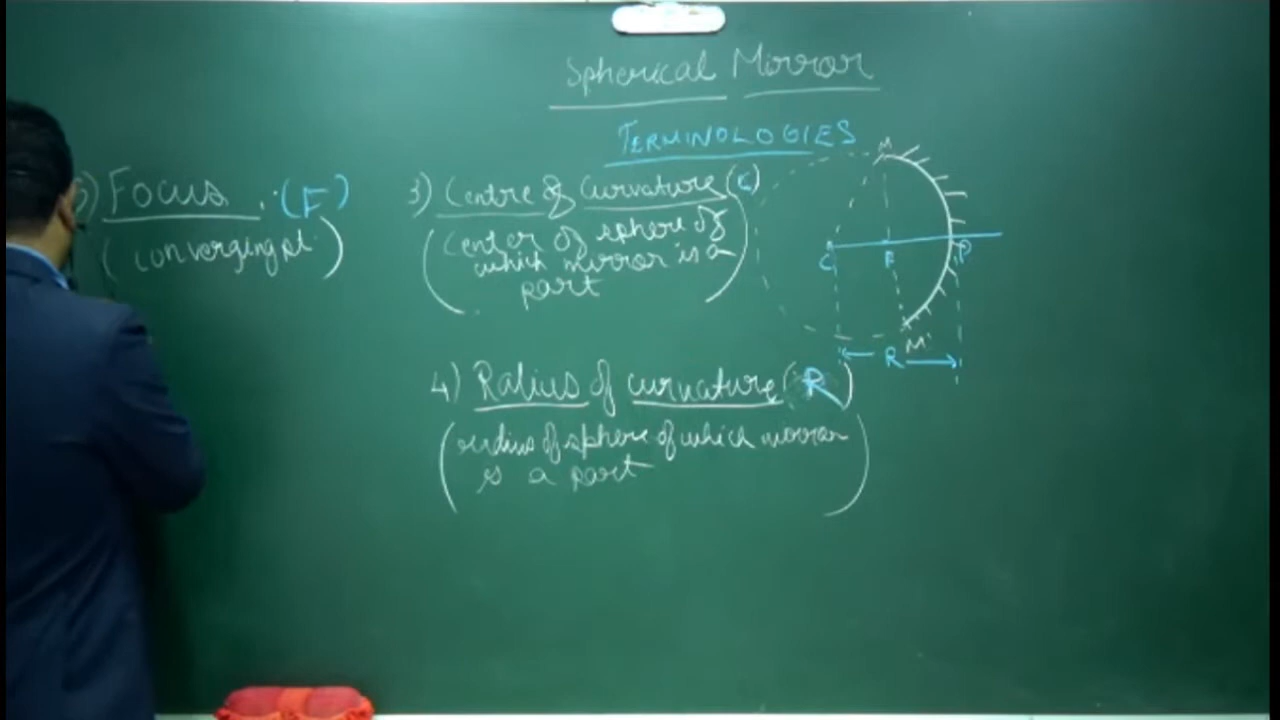 Spherical Mirror
TERMINOLOGIES
) Focus . (F)
(converging pt.)
3) Centre of Curvature (C)
(center of sphere of
which mirror is a
part)
4) Radius of curvature (R)
(radius of sphere of which mirror
is a part)
M
C F P
M'
R